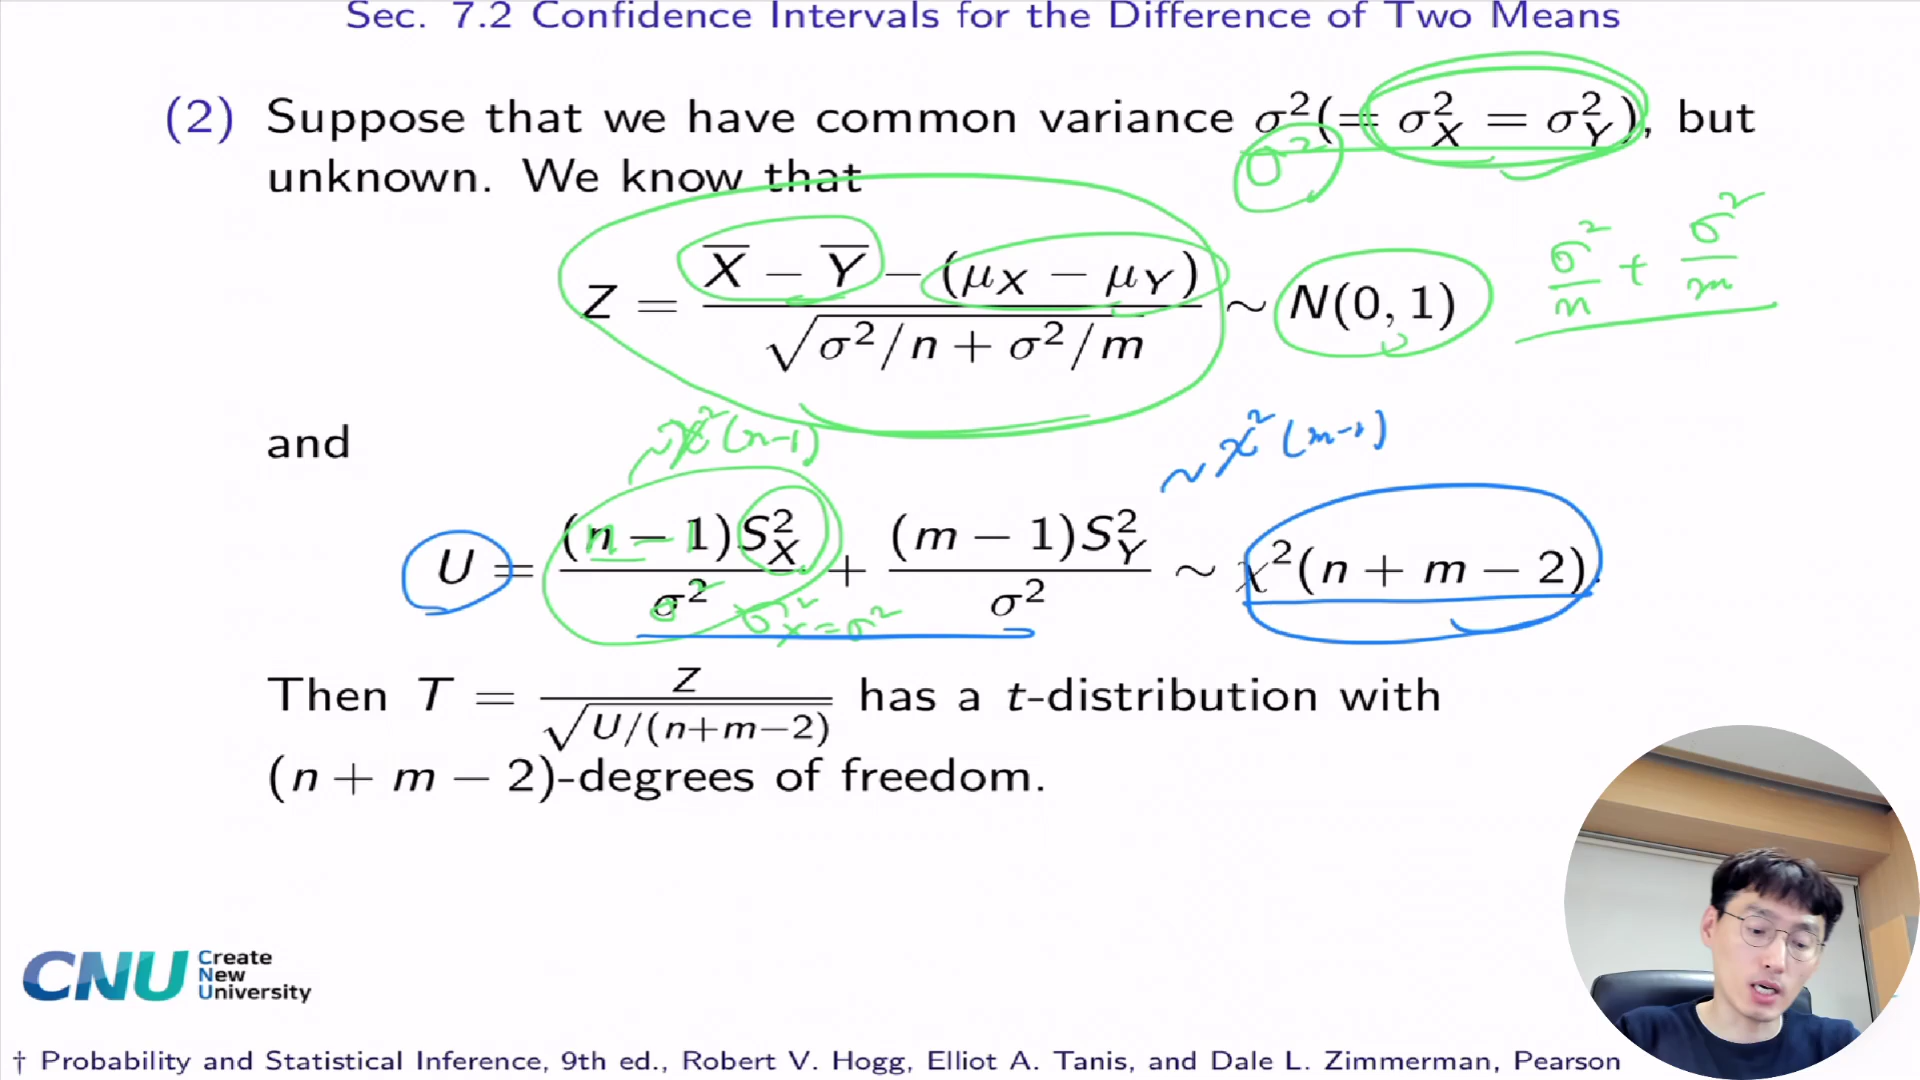 Sec. 7.2 Confidence Intervals for the Difference of Two Means
(2) Suppose that we have common variance σ²(= σ²_X = σ²_Y), but
σ²
unknown. We know that
Z = (X̅ − Y̅ − (μ_X − μ_Y)) / √(σ²/n + σ²/m) ∼ N(0, 1)
σ²/n + σ²/m
and
~χ²(n-1)
~χ²(m-1)
U = (n − 1)S²_X / σ² + (m − 1)S²_Y / σ² ∼ χ²(n + m − 2).
σ²_X = σ²
Then T = Z / √(U/(n+m−2)) has a t-distribution with
(n + m − 2)-degrees of freedom.
CNU Create
New
University
† Probability and Statistical Inference, 9th ed., Robert V. Hogg, Elliot A. Tanis, and Dale L. Zimmerman, Pearson